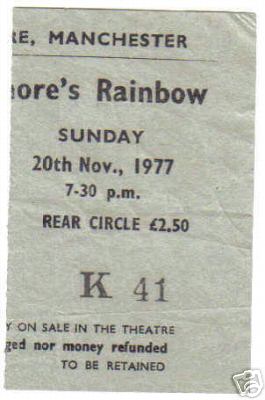 RE, MANCHESTER
ore's Rainbow
SUNDAY
20th Nov., 1977
7-30 p.m.
REAR CIRCLE £2.50
K 41
Y ON SALE IN THE THEATRE
ged nor money refunded
TO BE RETAINED